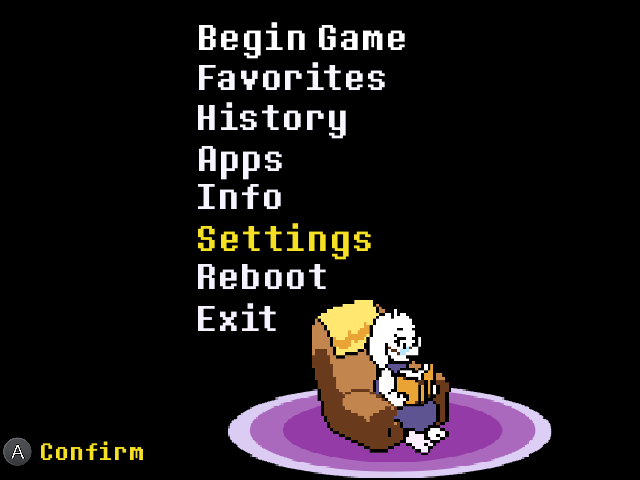 Begin Game
Favorites
History
Apps
Info
Settings
Reboot
Exit
A Confirm